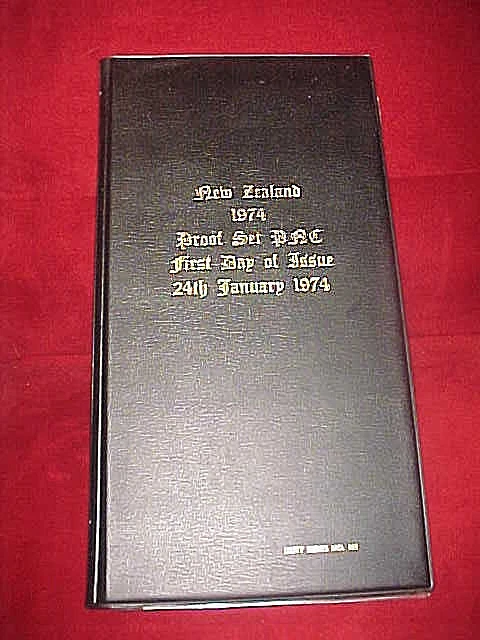 New Zealand
1974
Proof Set PNC
First Day of Issue
24th January 1974